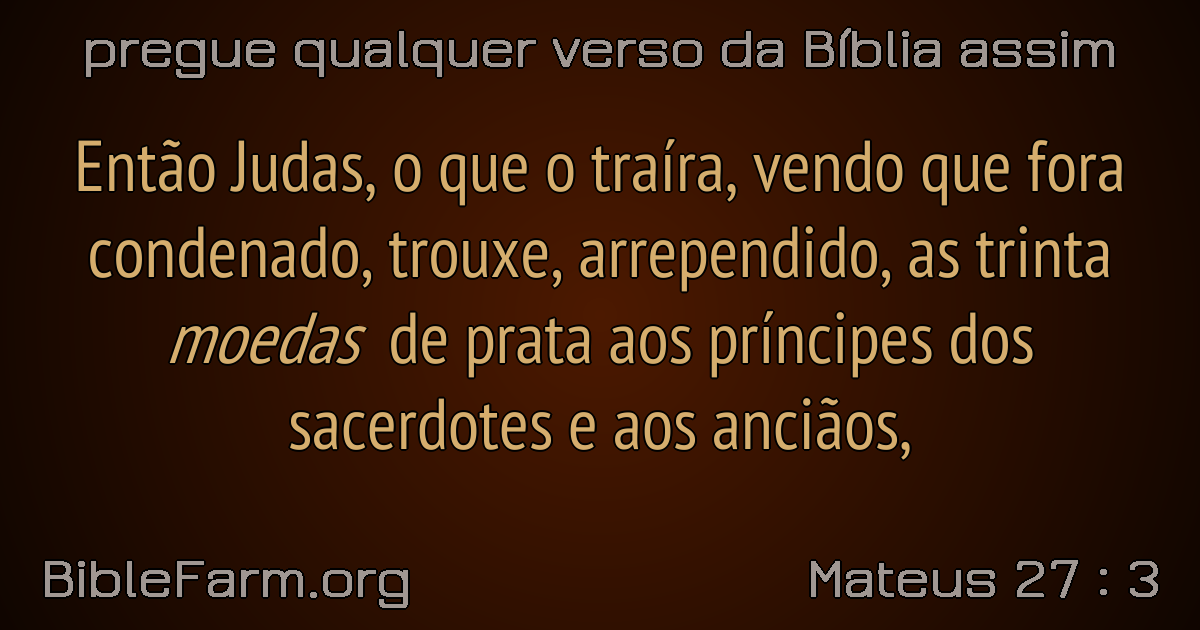 pregue qualquer verso da Bíblia assim
Então Judas, o que o traíra, vendo que fora
condenado, trouxe, arrependido, as trinta
moedas de prata aos príncipes dos
sacerdotes e aos anciãos,
BibleFarm.org
Mateus 27 : 3